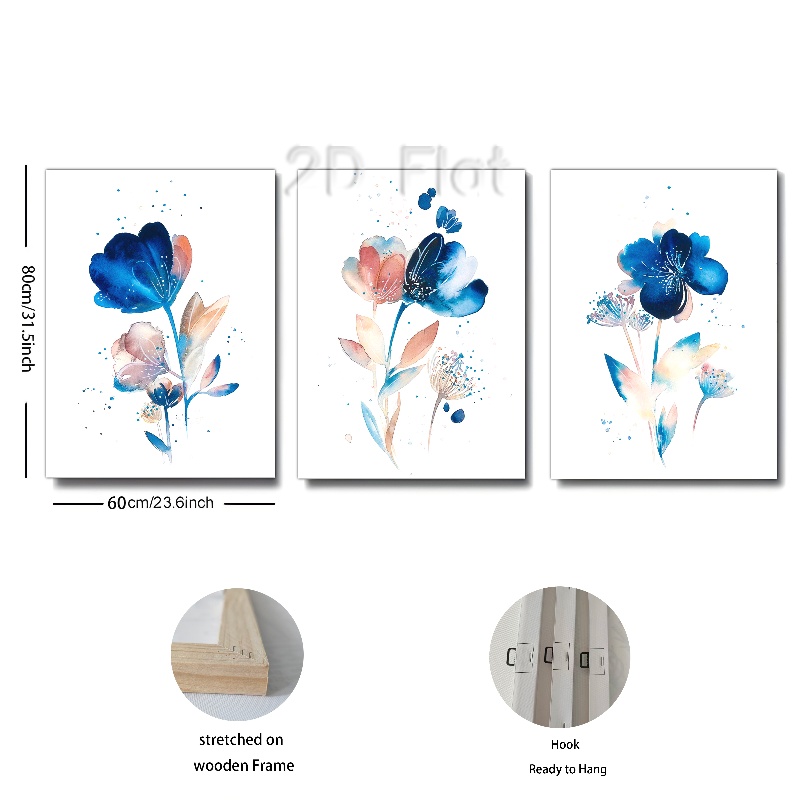 2D Flat
80cm/31.5inch
60cm/23.6inch
stretched on
wooden Frame
Hook
Ready to Hang